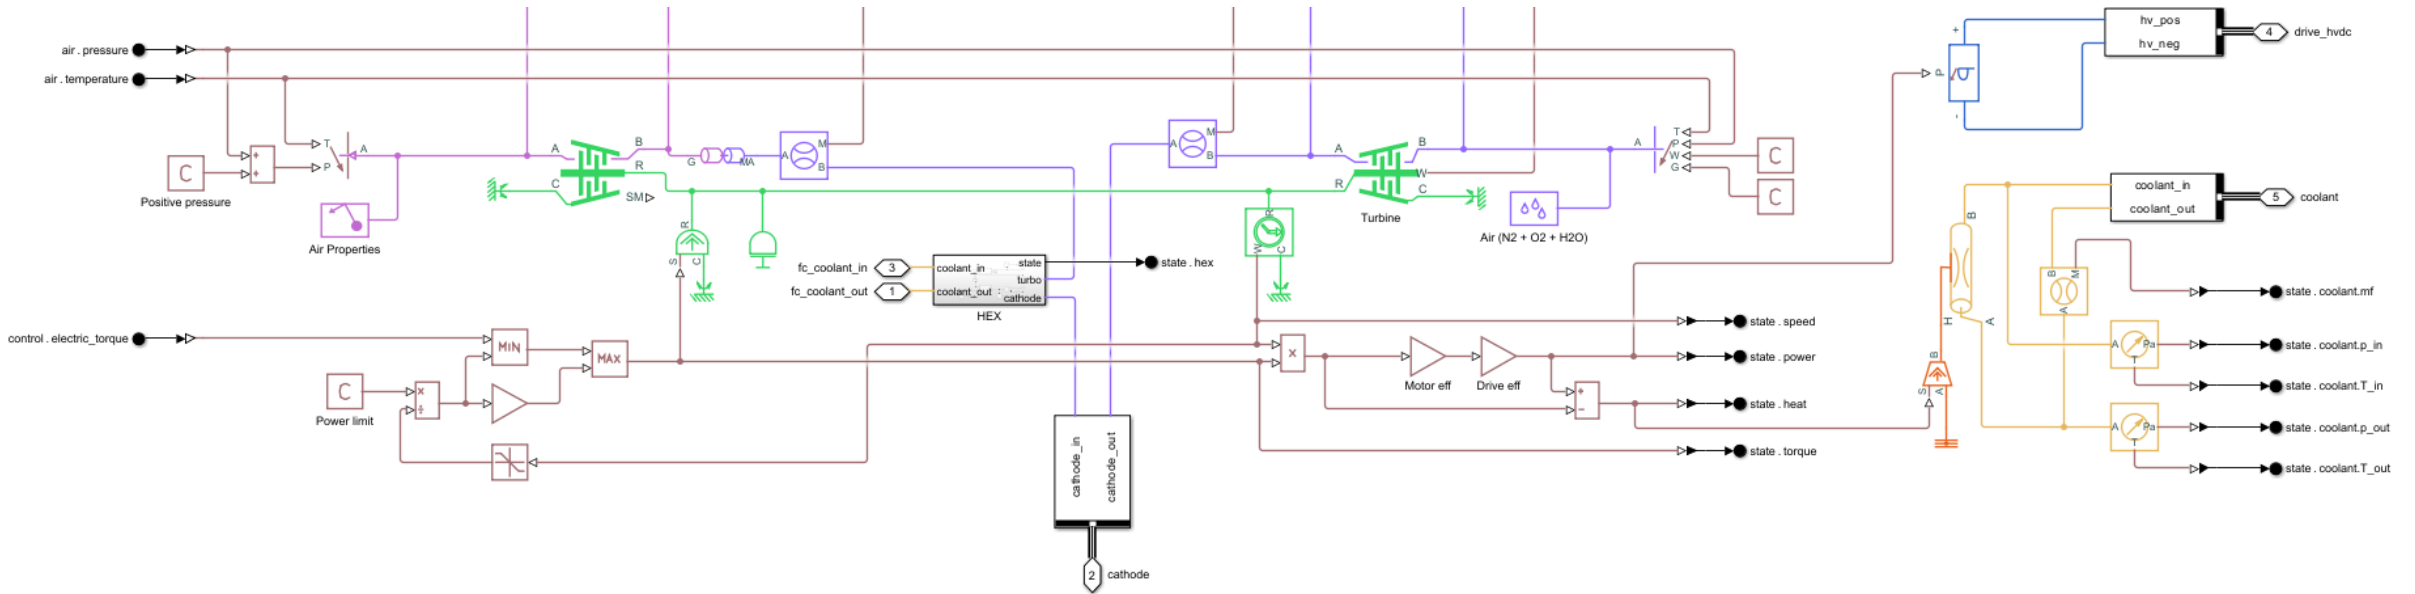 hv_pos
hv_neg
4
drive_hvdc
+
P
-
air . pressure
air . temperature
T
P
A
+
+
C
Positive pressure
Air Properties
A
B
R
C
SM
G
MA
A
M
B
A
M
B
A
B
R
W
C
Turbine
A
T
P
W
G
C
C
Air (N2 + O2 + H2O)
coolant_in
coolant_out
5
coolant
R
S
C
R
W
C
fc_coolant_in
3
fc_coolant_out
1
coolant_in
coolant_out
state
turbo
cathode
HEX
state . hex
B
H
A
B
M
A
state . coolant.mf
A
Pa
T
state . coolant.p_in
state . coolant.T_in
A
Pa
T
state . coolant.p_out
state . coolant.T_out
B
S
A
control . electric_torque
MIN
MAX
C
Power limit
×
÷
×
Motor eff
Drive eff
+
−
state . speed
state . power
state . heat
state . torque
cathode_in
cathode_out
2
cathode